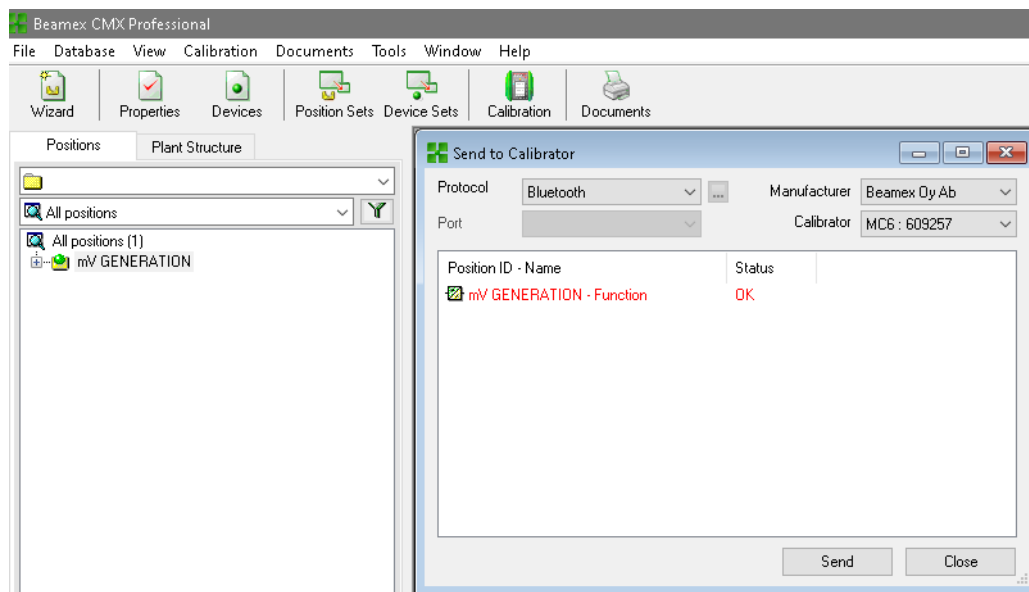 Beamex CMX Professional
File Database View Calibration Documents Tools Window Help
Wizard Properties Devices Position Sets Device Sets Calibration Documents
Positions Plant Structure
All positions
All positions (1)
mV GENERATION
Send to Calibrator
Protocol Bluetooth ... Manufacturer Beamex Oy Ab
Port Calibrator MC6 : 609257
Position ID - Name Status
mV GENERATION - Function OK
Send Close